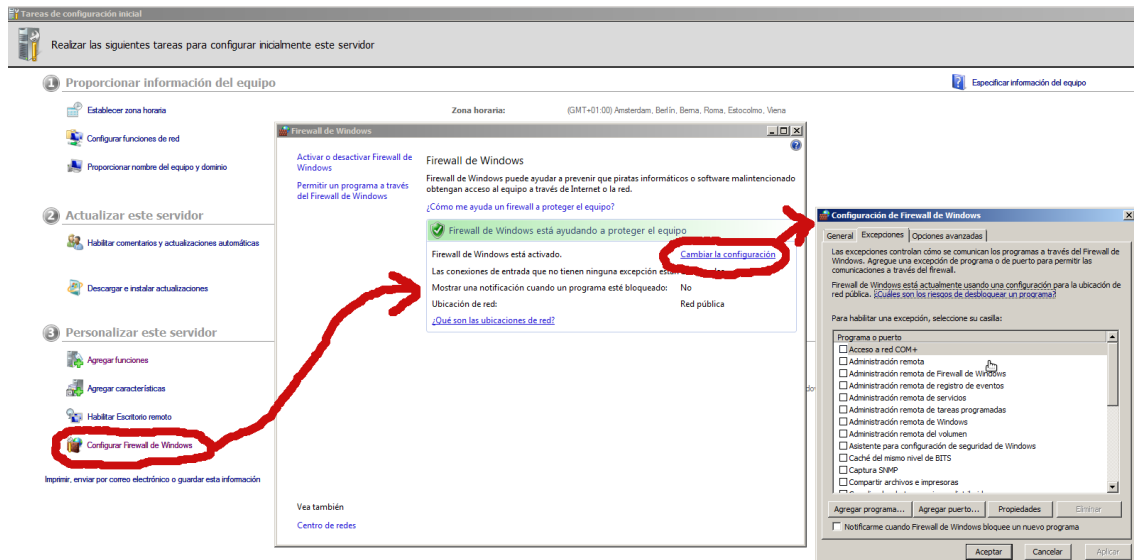 Tareas de configuración inicial
Realizar las siguientes tareas para configurar inicialmente este servidor
1 Proporcionar información del equipo
Especificar información del equipo
Establecer zona horaria
Zona horaria: (GMT+01:00) Amsterdam, Berlín, Berna, Roma, Estocolmo, Viena
Configurar funciones de red
Proporcionar nombre del equipo y dominio
2 Actualizar este servidor
Habilitar comentarios y actualizaciones automáticas
Descargar e instalar actualizaciones
3 Personalizar este servidor
Agregar funciones
Agregar características
Habilitar Escritorio remoto
Configurar Firewall de Windows
Imprimir, enviar por correo electrónico o guardar esta información
Firewall de Windows
Activar o desactivar Firewall de
Windows
Permitir un programa a través
del Firewall de Windows
Vea también
Centro de redes
Firewall de Windows
Firewall de Windows puede ayudar a prevenir que piratas informáticos o software malintencionado
obtengan acceso al equipo a través de Internet o la red.
¿Cómo me ayuda un firewall a proteger el equipo?
Firewall de Windows está ayudando a proteger el equipo
Firewall de Windows está activado. Cambiar la configuración
Las conexiones de entrada que no tienen ninguna excepción están
Mostrar una notificación cuando un programa esté bloqueado: No
Ubicación de red: Red pública
¿Qué son las ubicaciones de red?
Configuración de Firewall de Windows
General Excepciones Opciones avanzadas
Las excepciones controlan cómo se comunican los programas a través del Firewall de
Windows. Agregue una excepción de programa o de puerto para permitir las
comunicaciones a través del firewall.
Firewall de Windows está actualmente usando una configuración para la ubicación de
red pública. ¿Cuáles son los riesgos de desbloquear un programa?
Para habilitar una excepción, seleccione su casilla:
Programa o puerto
Acceso a red COM+
Administración remota
Administración remota de Firewall de Windows
Administración remota de registro de eventos
Administración remota de servicios
Administración remota de tareas programadas
Administración remota de Windows
Administración remota del volumen
Asistente para configuración de seguridad de Windows
Caché del mismo nivel de BITS
Captura SNMP
Compartir archivos e impresoras
Agregar programa... Agregar puerto... Propiedades Eliminar
Notificarme cuando Firewall de Windows bloquee un nuevo programa
Aceptar Cancelar Aplicar